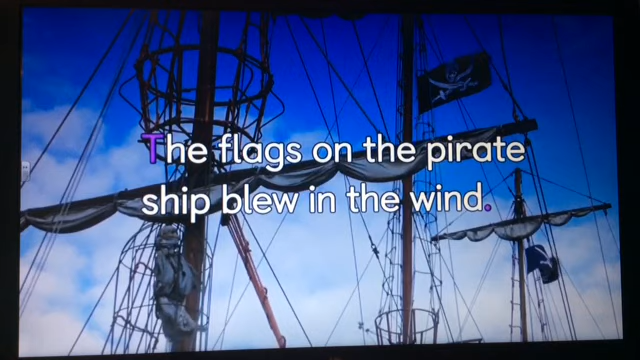 The flags on the pirate
ship blew in the wind.